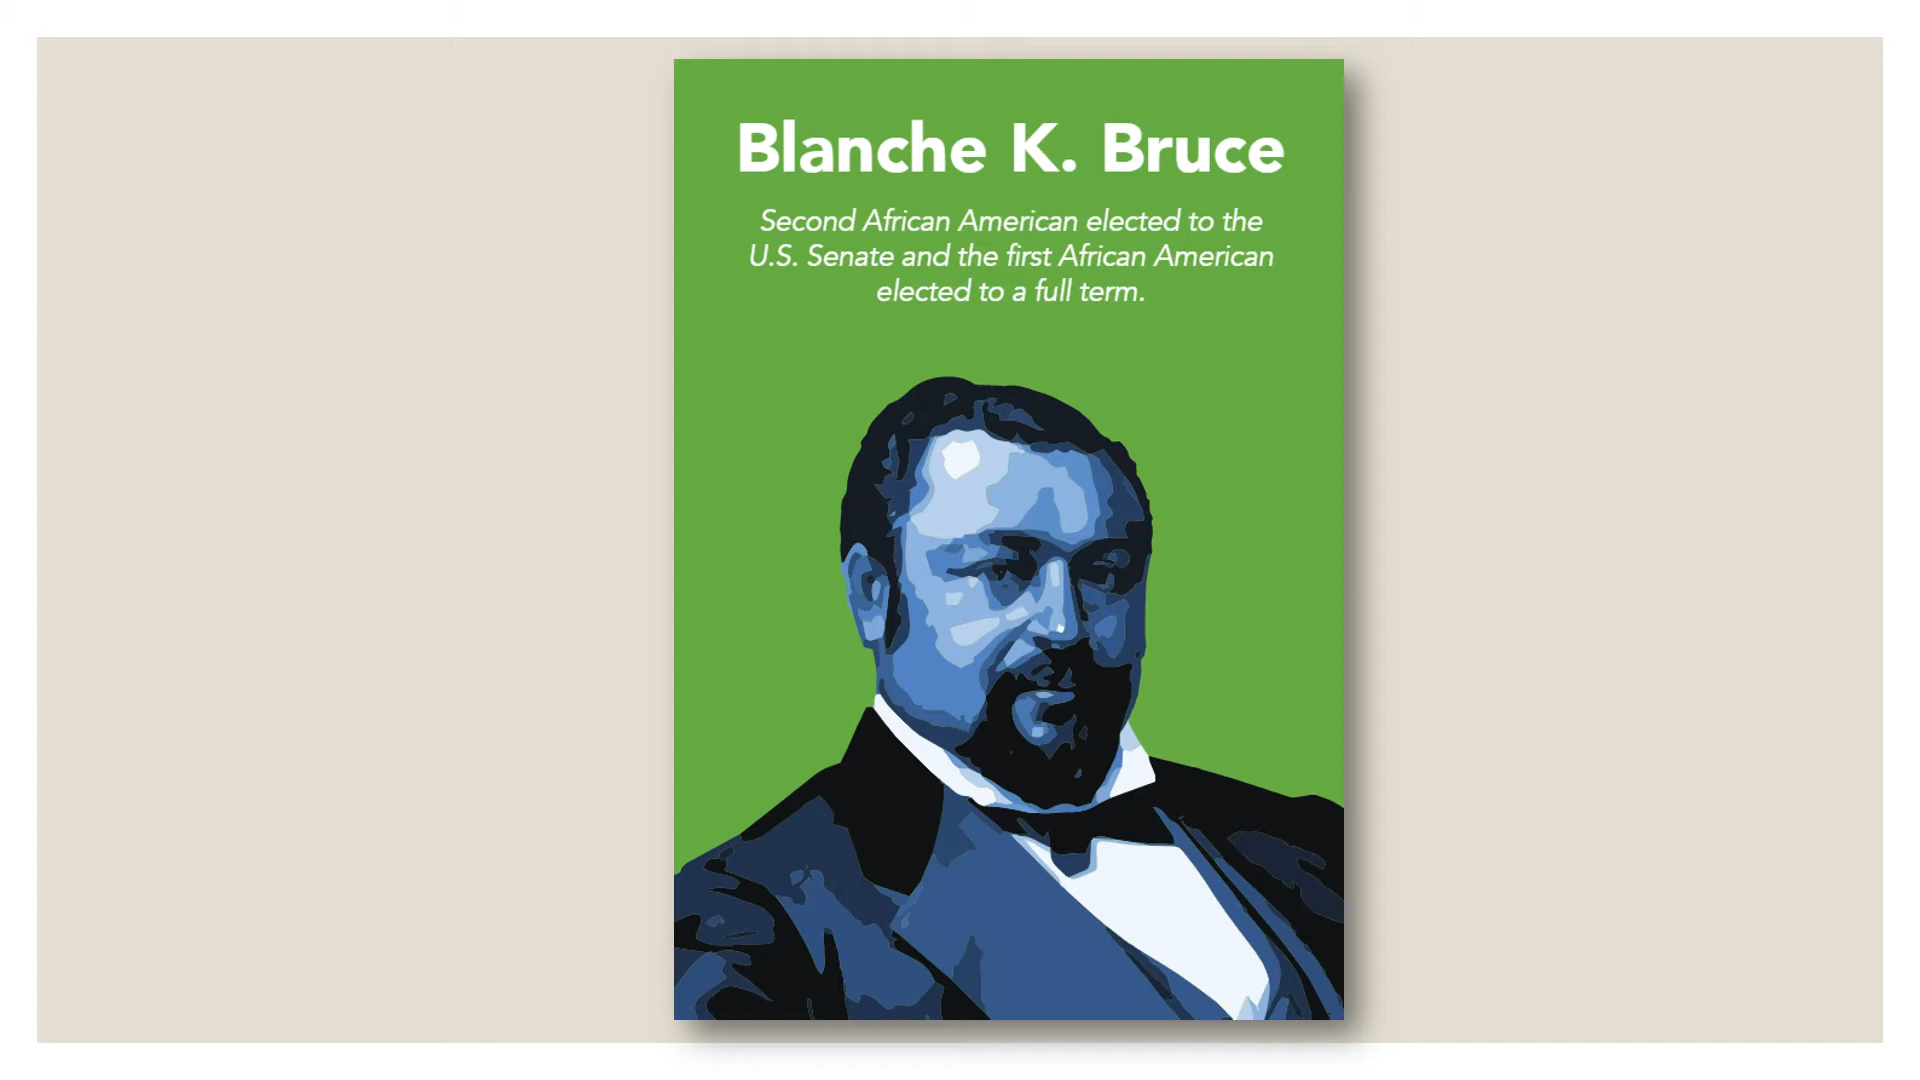 Blanche K. Bruce
Second African American elected to the
U.S. Senate and the first African American
elected to a full term.